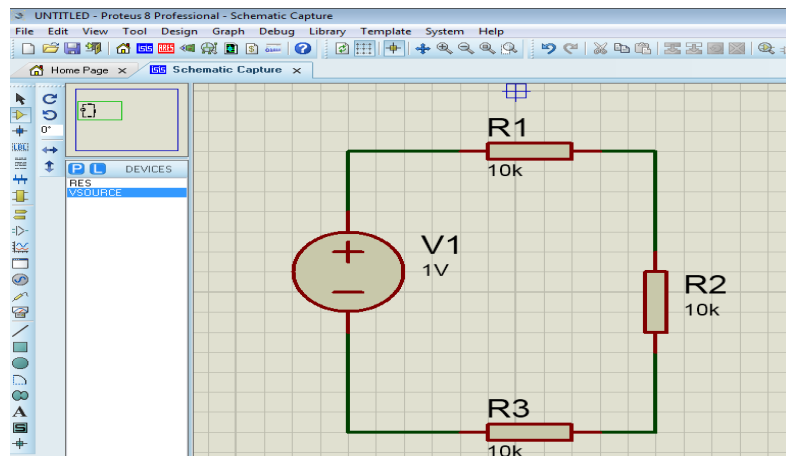 UNTITLED - Proteus 8 Professional - Schematic Capture
File Edit View Tool Design Graph Debug Library Template System Help
Home Page × Schematic Capture ×
0°
P L DEVICES
RES
VSOURCE
R1
10k
V1
1V
R2
10k
R3
10k